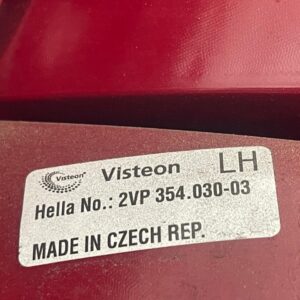 Visteon Visteon LH
Hella No.: 2VP 354.030-03
MADE IN CZECH REP.